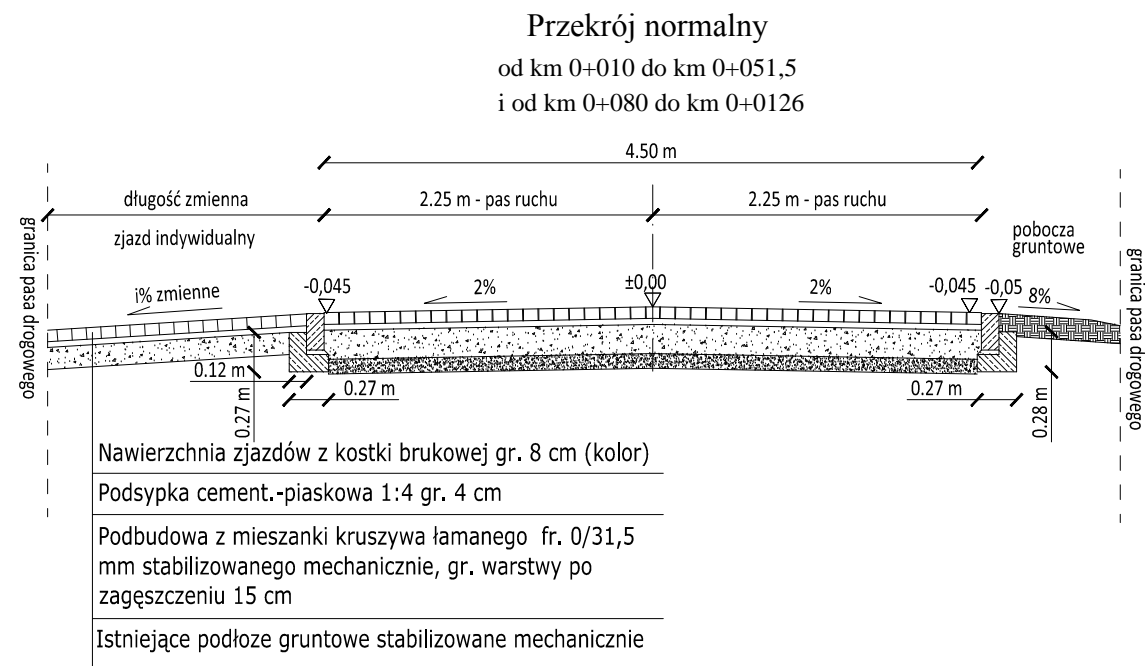 Przekrój normalny
od km 0+010 do km 0+051,5
i od km 0+080 do km 0+0126
4.50 m
długość zmienna
2.25 m - pas ruchu
2.25 m - pas ruchu
granica pasa drogowego
zjazd indywidualny
pobocza
gruntowe
granica pasa drogowego
i% zmienne
-0,045
2%
±0,00
2%
-0,045
-0,05
8%
0.12 m
0.27 m
0.27 m
0.27 m
0.28 m
Nawierzchnia zjazdów z kostki brukowej gr. 8 cm (kolor)
Podsypka cement.-piaskowa 1:4 gr. 4 cm
Podbudowa z mieszanki kruszywa łamanego fr. 0/31,5
mm stabilizowanego mechanicznie, gr. warstwy po
zagęszczeniu 15 cm
Istniejące podłoże gruntowe stabilizowane mechanicznie